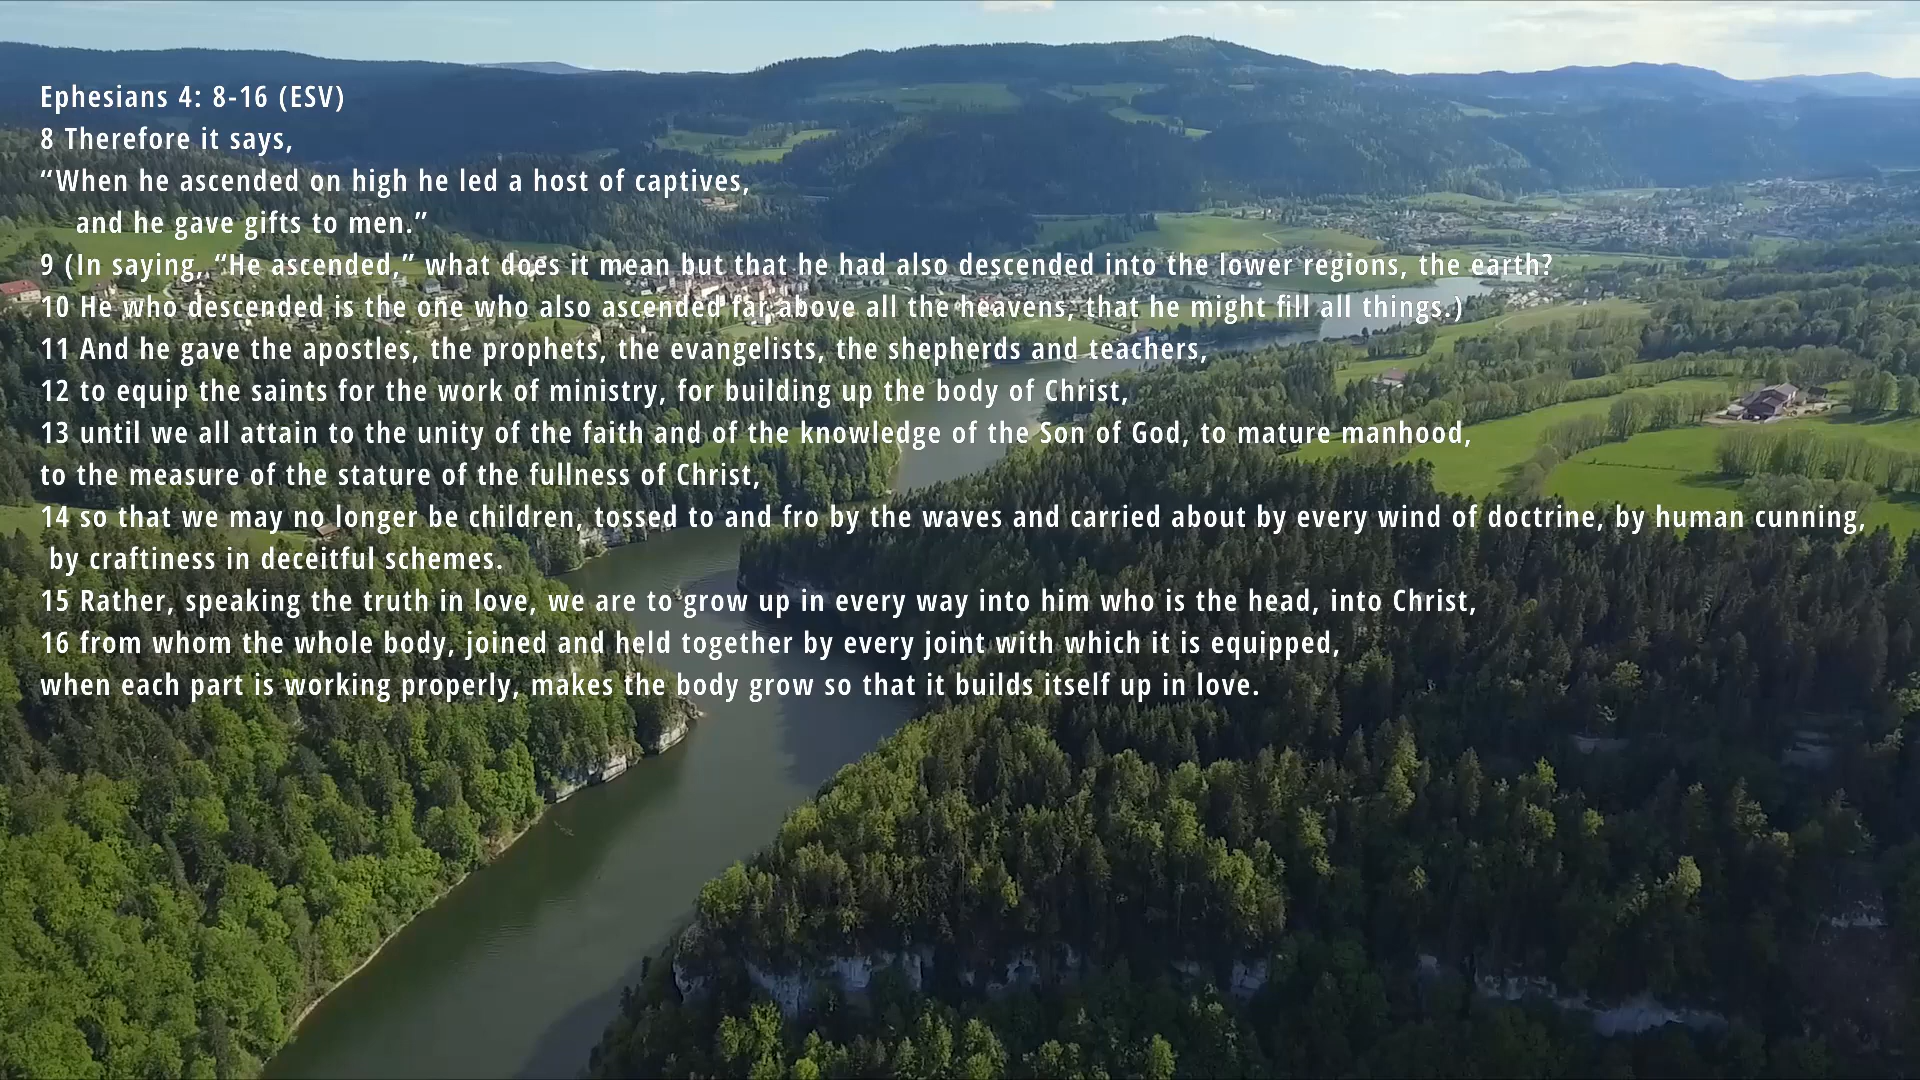 Ephesians 4: 8-16 (ESV)
8 Therefore it says,
“When he ascended on high he led a host of captives,
and he gave gifts to men.”
9 (In saying, “He ascended,” what does it mean but that he had also descended into the lower regions, the earth?
10 He who descended is the one who also ascended far above all the heavens, that he might fill all things.)
11 And he gave the apostles, the prophets, the evangelists, the shepherds and teachers,
12 to equip the saints for the work of ministry, for building up the body of Christ,
13 until we all attain to the unity of the faith and of the knowledge of the Son of God, to mature manhood,
to the measure of the stature of the fullness of Christ,
14 so that we may no longer be children, tossed to and fro by the waves and carried about by every wind of doctrine, by human cunning,
by craftiness in deceitful schemes.
15 Rather, speaking the truth in love, we are to grow up in every way into him who is the head, into Christ,
16 from whom the whole body, joined and held together by every joint with which it is equipped,
when each part is working properly, makes the body grow so that it builds itself up in love.